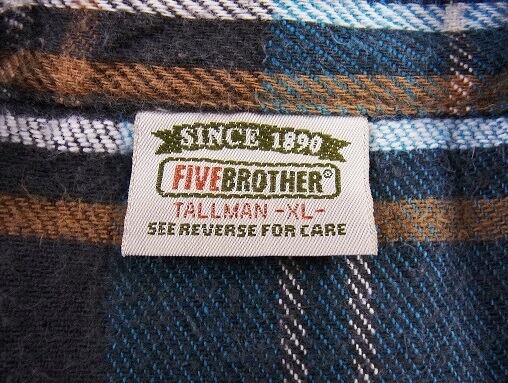 SINCE 1890
FIVEBROTHER®
TALLMAN -XL-
SEE REVERSE FOR CARE